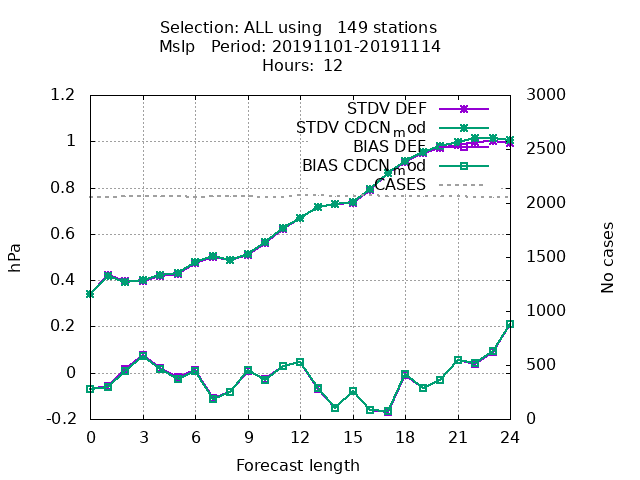 Selection: ALL using   149 stations
Mslp   Period: 20191101-20191114
Hours:  12
STDV DEF
STDV CDCN_mod
BIAS DEF
BIAS CDCN_mod
CASES
1.2
1
0.8
0.6
0.4
0.2
0
-0.2
hPa
3000
2500
2000
1500
1000
500
0
No cases
0 3 6 9 12 15 18 21 24
Forecast length